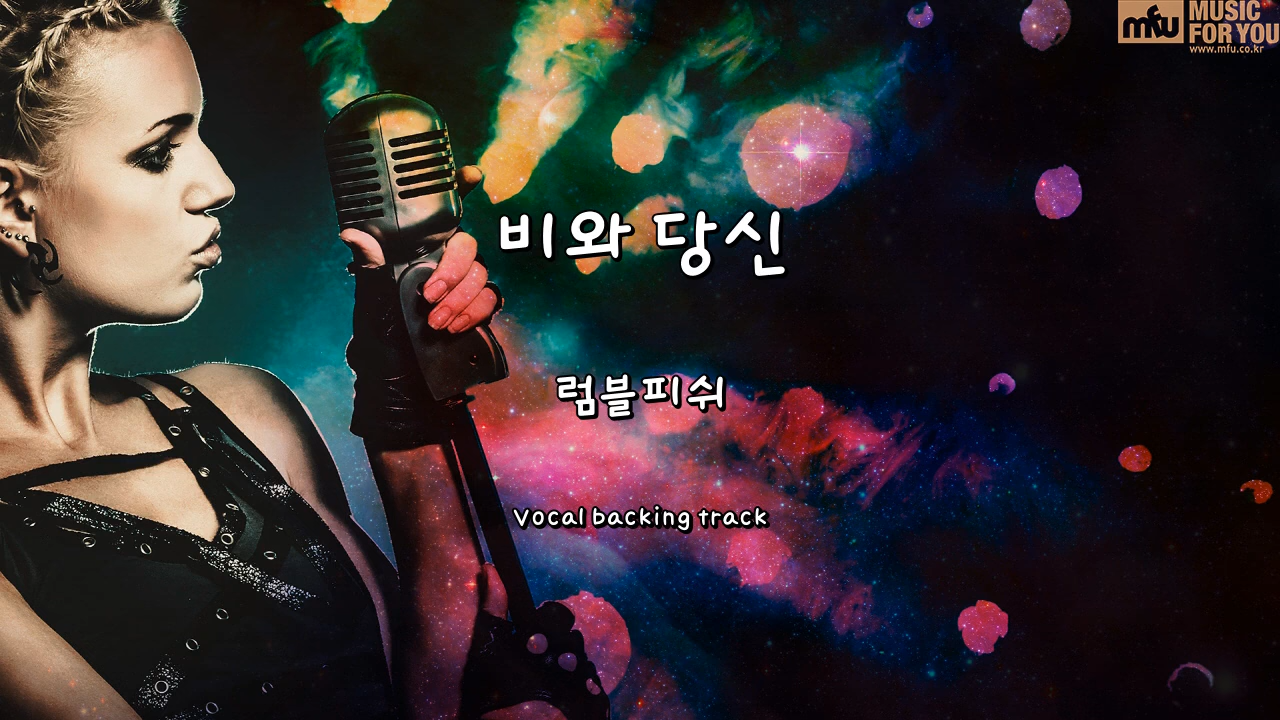 mfu
MUSIC
FOR YOU
www.mfu.co.kr
비와 당신
럼블피쉬
Vocal backing track